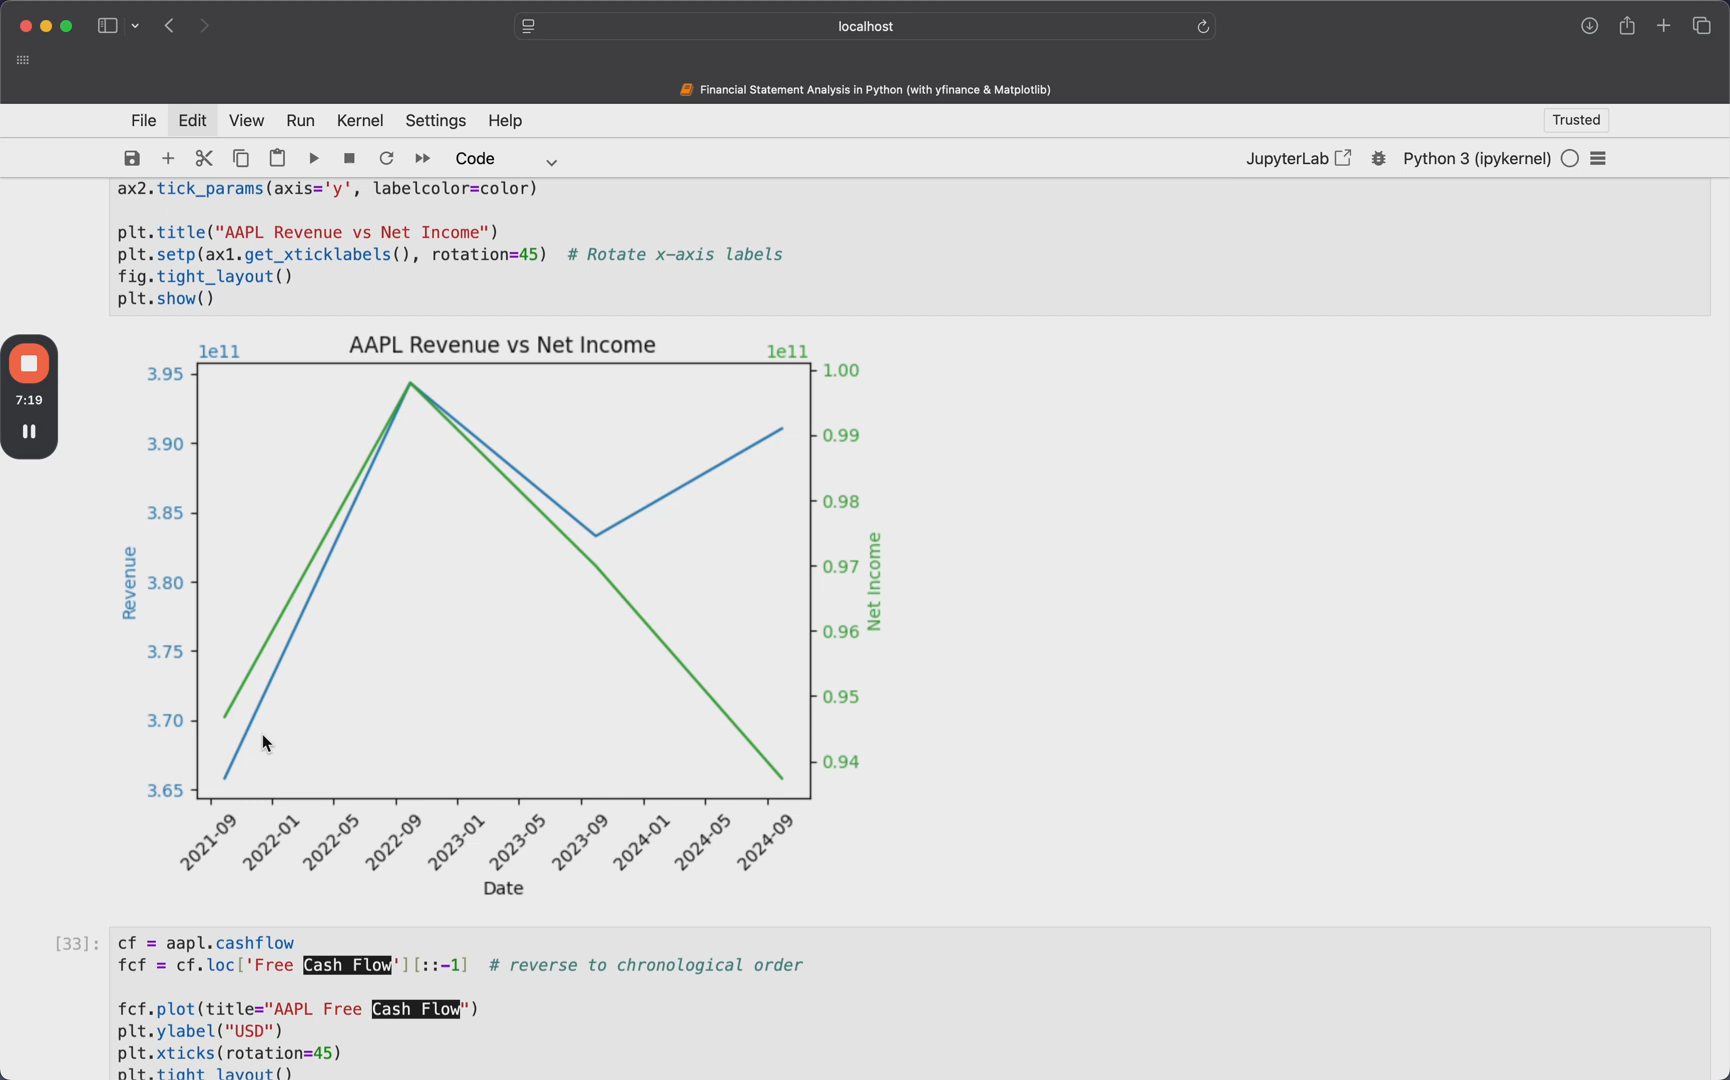 localhost
Financial Statement Analysis in Python (with yfinance & Matplotlib)
File Edit View Run Kernel Settings Help
Trusted
Code
JupyterLab
Python 3 (ipykernel)
ax2.tick_params(axis='y', labelcolor=color)
plt.title("AAPL Revenue vs Net Income")
plt.setp(ax1.get_xticklabels(), rotation=45)  # Rotate x-axis labels
fig.tight_layout()
plt.show()
7:19
AAPL Revenue vs Net Income
1e11
1e11
3.95
3.90
3.85
3.80
3.75
3.70
3.65
Revenue
1.00
0.99
0.98
0.97
0.96
0.95
0.94
Net Income
2021-09
2022-01
2022-05
2022-09
2023-01
2023-05
2023-09
2024-01
2024-05
2024-09
Date
[33]:
cf = aapl.cashflow
fcf = cf.loc['Free Cash Flow'][::-1]  # reverse to chronological order
fcf.plot(title="AAPL Free Cash Flow")
plt.ylabel("USD")
plt.xticks(rotation=45)
plt.tight_layout()